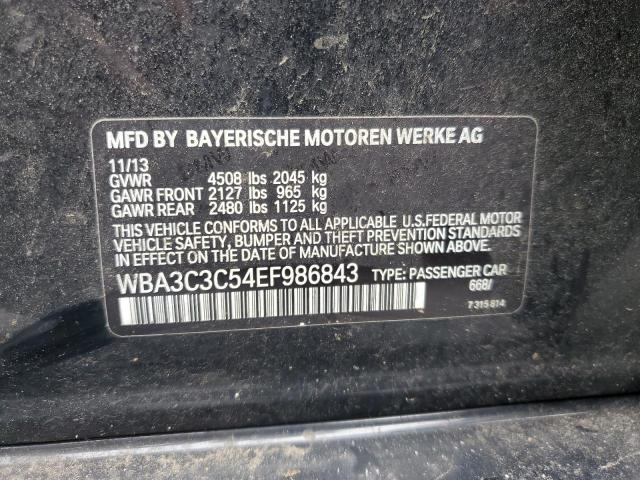 MFD BY BAYERISCHE MOTOREN WERKE AG
11/13
GVWR 4508 lbs 2045 kg
GAWR FRONT 2127 lbs 965 kg
GAWR REAR 2480 lbs 1125 kg
THIS VEHICLE CONFORMS TO ALL APPLICABLE U.S.FEDERAL MOTOR
VEHICLE SAFETY, BUMPER AND THEFT PREVENTION STANDARDS
IN EFFECT ON THE DATE OF MANUFACTURE SHOWN ABOVE.
WBA3C3C54EF986843 TYPE: PASSENGER CAR
668/
7 315 814